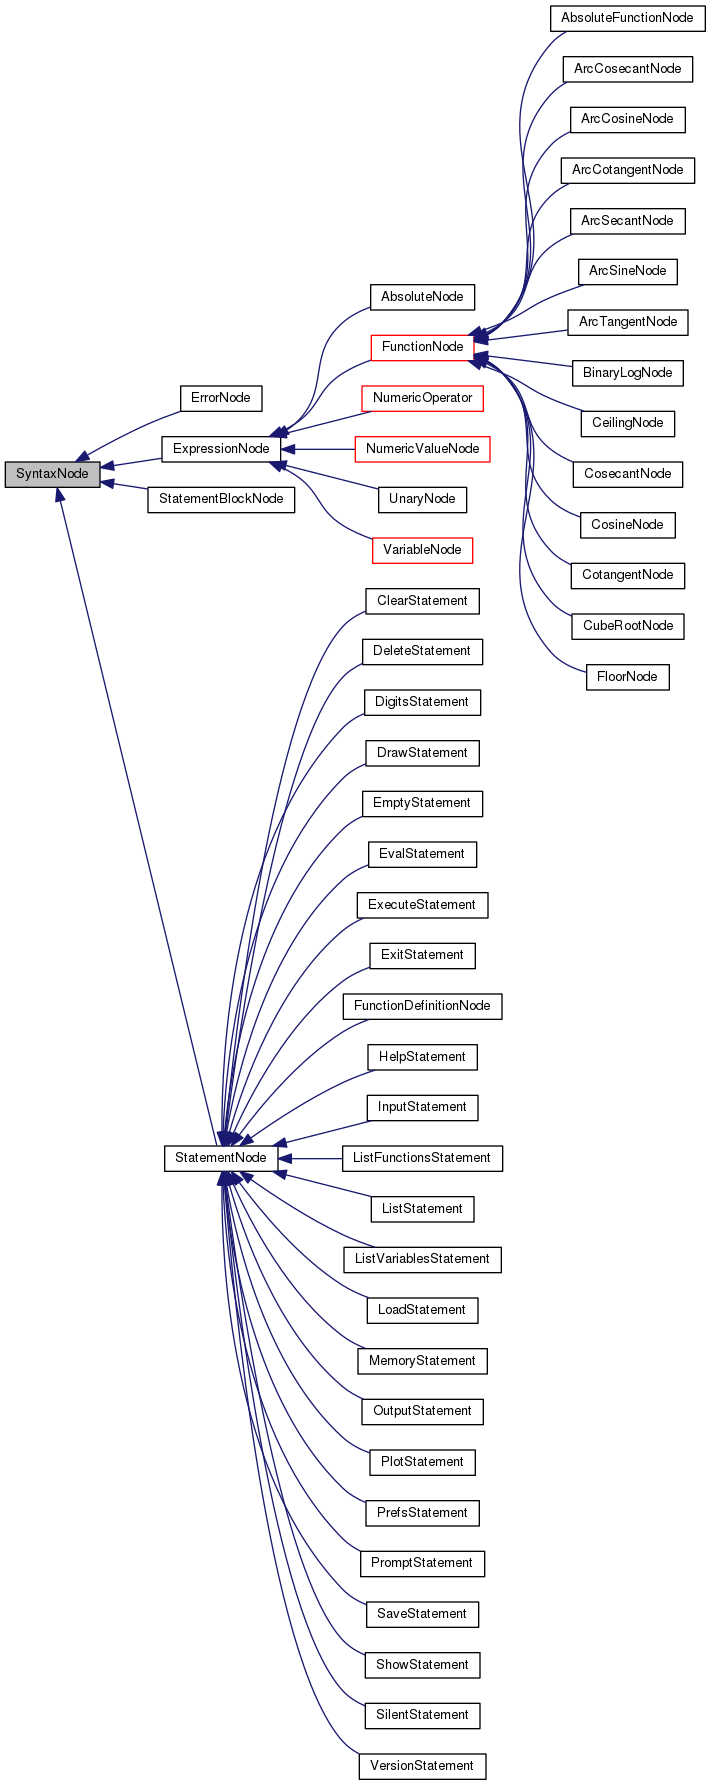 AbsoluteFunctionNode
ArcCosecantNode
ArcCosineNode
ArcCotangentNode
ArcSecantNode
ArcSineNode
AbsoluteNode
ArcTangentNode
FunctionNode
BinaryLogNode
ErrorNode
NumericOperator
CeilingNode
ExpressionNode
NumericValueNode
SyntaxNode
CosecantNode
StatementBlockNode
UnaryNode
CosineNode
VariableNode
CotangentNode
ClearStatement
CubeRootNode
DeleteStatement
FloorNode
DigitsStatement
DrawStatement
EmptyStatement
EvalStatement
ExecuteStatement
ExitStatement
FunctionDefinitionNode
HelpStatement
InputStatement
StatementNode
ListFunctionsStatement
ListStatement
ListVariablesStatement
LoadStatement
MemoryStatement
OutputStatement
PlotStatement
PrefsStatement
PromptStatement
SaveStatement
ShowStatement
SilentStatement
VersionStatement